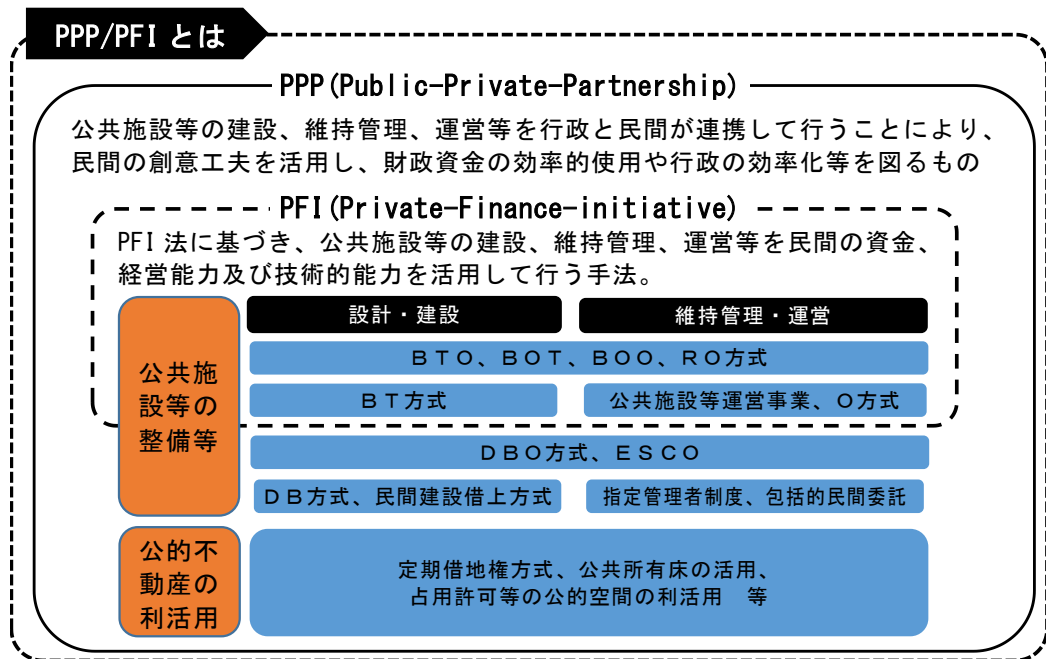 PPP/PFI とは
PPP(Public-Private-Partnership)
公共施設等の建設、維持管理、運営等を行政と民間が連携して行うことにより、
民間の創意工夫を活用し、財政資金の効率的使用や行政の効率化等を図るもの
PFI(Private-Finance-initiative)
PFI 法に基づき、公共施設等の建設、維持管理、運営等を民間の資金、
経営能力及び技術的能力を活用して行う手法。
公共施
設等の
整備等
設計・建設
維持管理・運営
ＢＴＯ、ＢＯＴ、ＢＯＯ、ＲＯ方式
ＢＴ方式
公共施設等運営事業、Ｏ方式
ＤＢＯ方式、ＥＳＣＯ
ＤＢ方式、民間建設借上方式
指定管理者制度、包括的民間委託
公的不
動産の
利活用
定期借地権方式、公共所有床の活用、
占用許可等の公的空間の利活用　等